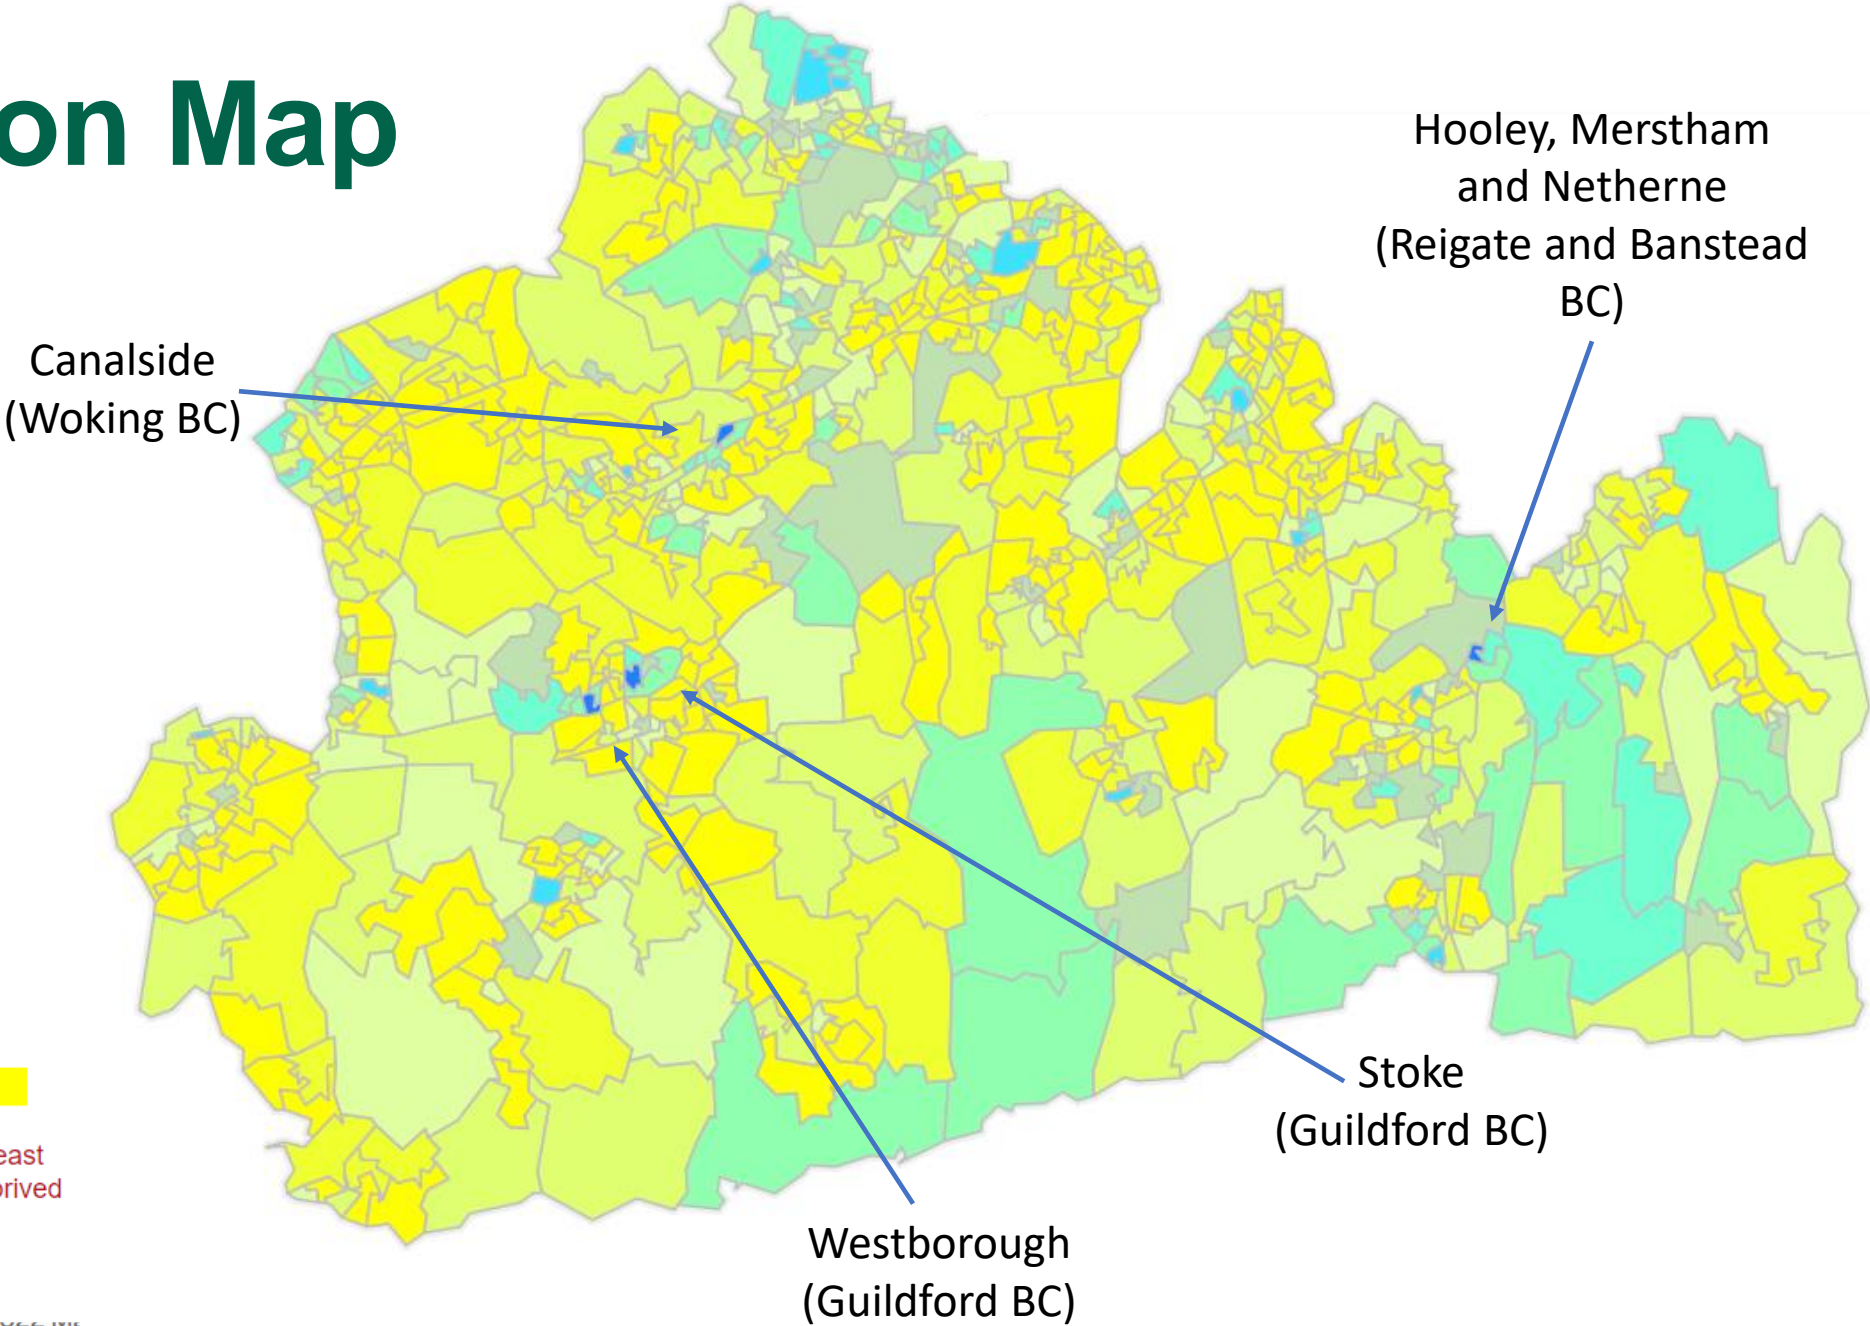 on Map
Hooley, Merstham
and Netherne
(Reigate and Banstead
BC)
Canalside
(Woking BC)
east
prived
Stoke
(Guildford BC)
Westborough
(Guildford BC)